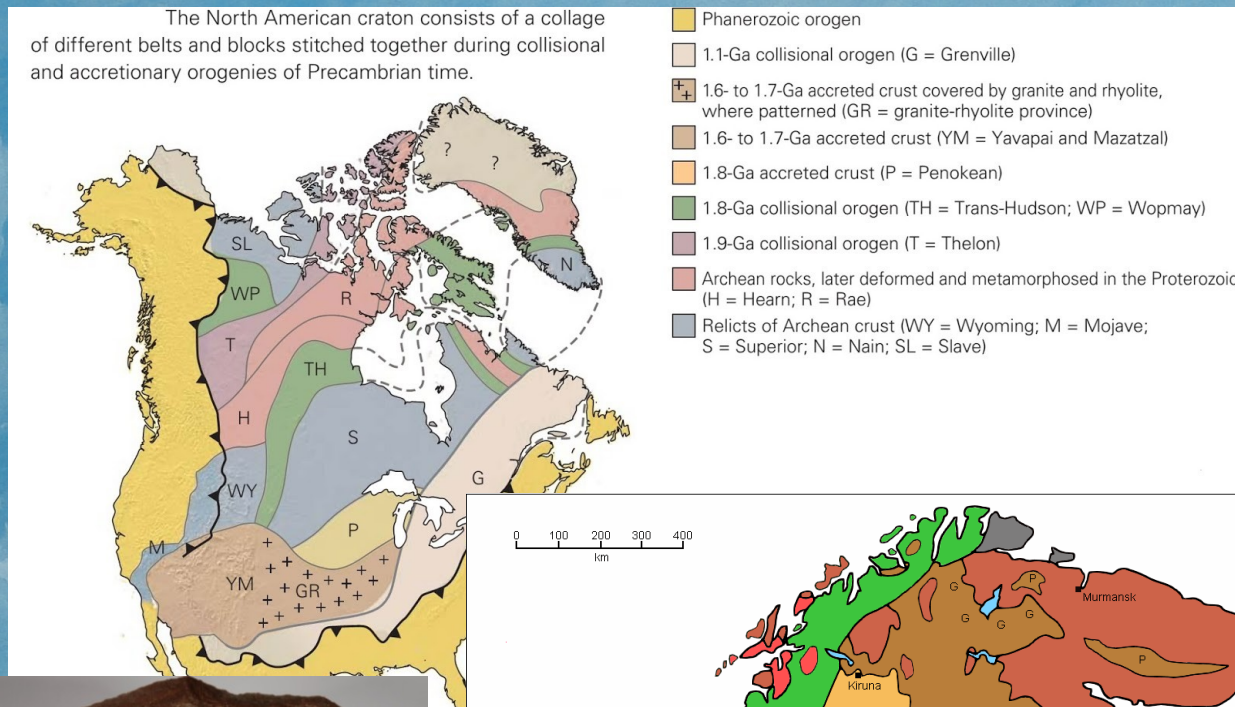 The North American craton consists of a collage
of different belts and blocks stitched together during collisional
and accretionary orogenies of Precambrian time.
Phanerozoic orogen
1.1-Ga collisional orogen (G = Grenville)
1.6- to 1.7-Ga accreted crust covered by granite and rhyolite,
where patterned (GR = granite-rhyolite province)
1.6- to 1.7-Ga accreted crust (YM = Yavapai and Mazatzal)
1.8-Ga accreted crust (P = Penokean)
1.8-Ga collisional orogen (TH = Trans-Hudson; WP = Wopmay)
1.9-Ga collisional orogen (T = Thelon)
Archean rocks, later deformed and metamorphosed in the Proterozoic
(H = Hearn; R = Rae)
Relicts of Archean crust (WY = Wyoming; M = Mojave;
S = Superior; N = Nain; SL = Slave)
? ?
SL
N
WP
R
T
TH
H
S
WY
G
P
M
YM
GR
0 100 200 300 400
km
P
G
Murmansk
G
G
G
P
Kiruna